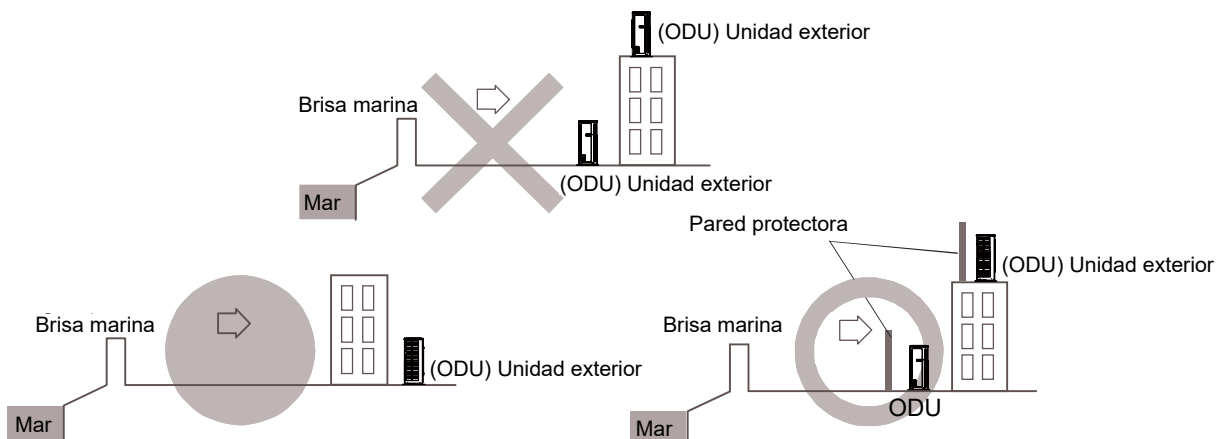 (ODU) Unidad exterior
Brisa marina
(ODU) Unidad exterior
Mar
Pared protectora
(ODU) Unidad exterior
Brisa marina
(ODU) Unidad exterior
Mar
Brisa marina
ODU
Mar